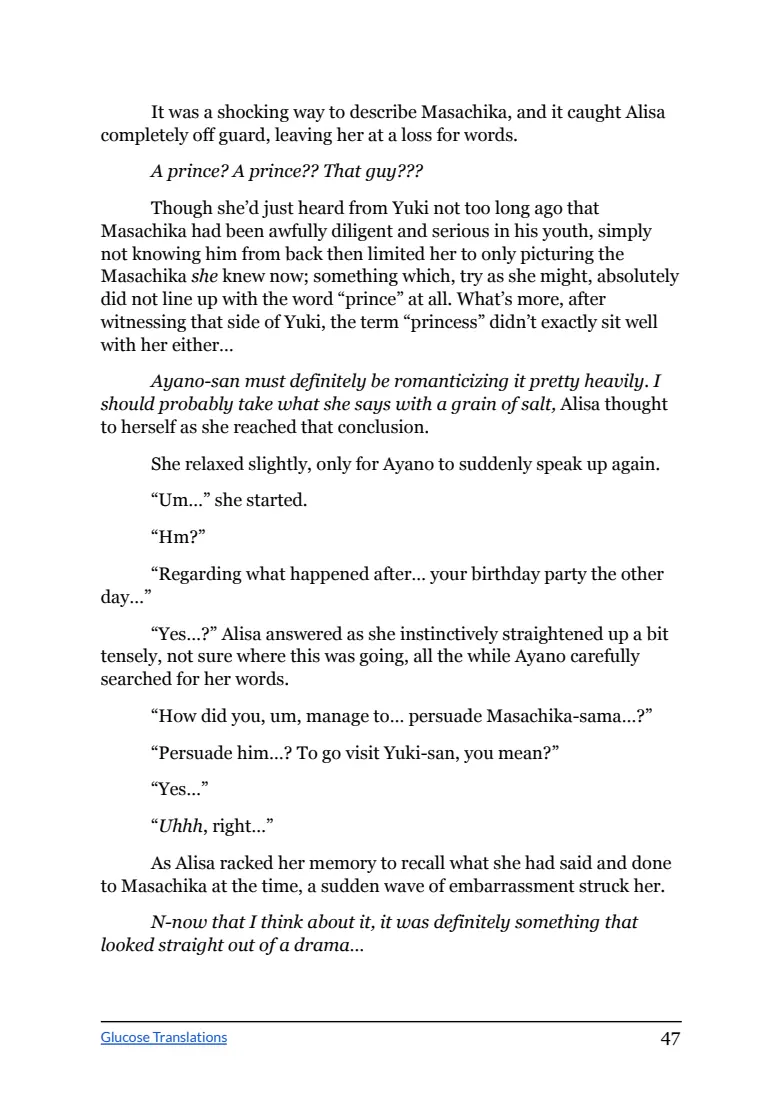 It was a shocking way to describe Masachika, and it caught Alisa
completely off guard, leaving her at a loss for words.
A prince? A prince?? That guy???
Though she’d just heard from Yuki not too long ago that
Masachika had been awfully diligent and serious in his youth, simply
not knowing him from back then limited her to only picturing the
Masachika she knew now; something which, try as she might, absolutely
did not line up with the word “prince” at all. What’s more, after
witnessing that side of Yuki, the term “princess” didn’t exactly sit well
with her either…
Ayano-san must definitely be romanticizing it pretty heavily. I
should probably take what she says with a grain of salt, Alisa thought
to herself as she reached that conclusion.
She relaxed slightly, only for Ayano to suddenly speak up again.
“Um…” she started.
“Hm?”
“Regarding what happened after… your birthday party the other
day…”
“Yes…?” Alisa answered as she instinctively straightened up a bit
tensely, not sure where this was going, all the while Ayano carefully
searched for her words.
“How did you, um, manage to… persuade Masachika-sama…?”
“Persuade him…? To go visit Yuki-san, you mean?”
“Yes…”
“Uhhh, right…”
As Alisa racked her memory to recall what she had said and done
to Masachika at the time, a sudden wave of embarrassment struck her.
N-now that I think about it, it was definitely something that
looked straight out of a drama…
Glucose Translations 47